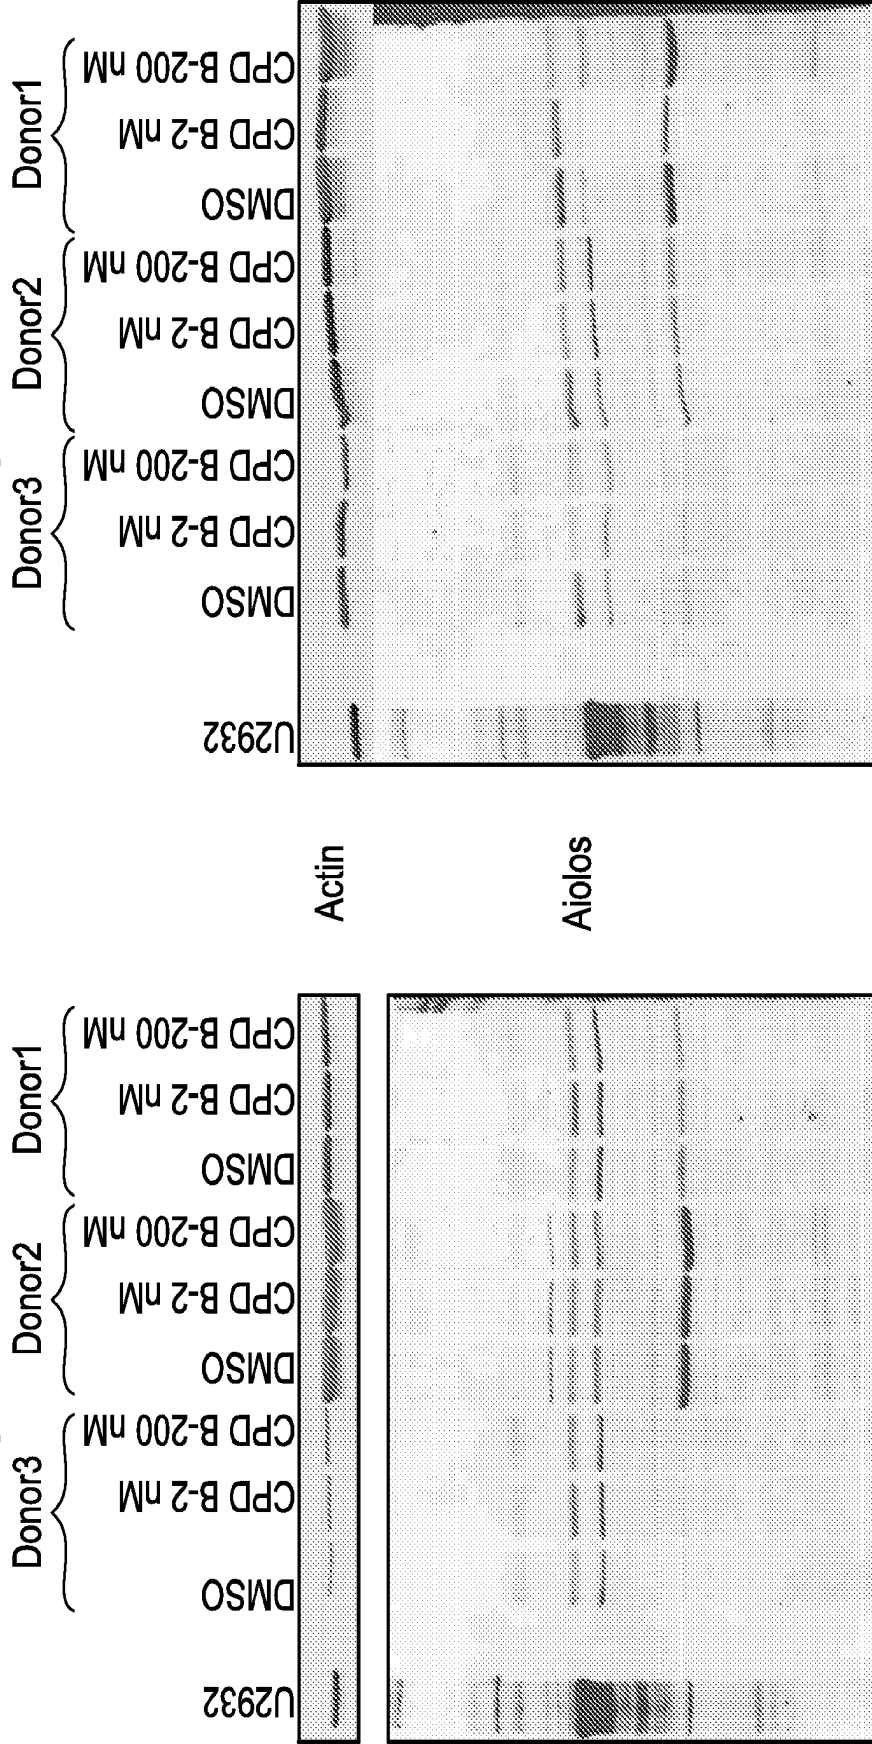 Donor1
CPD B-200 nM
CPD B-2 nM
DMSO
Donor2
CPD B-200 nM
CPD B-2 nM
DMSO
Donor3
CPD B-200 nM
CPD B-2 nM
DMSO
U2932
Actin
Aiolos
Donor1
CPD B-200 nM
CPD B-2 nM
DMSO
Donor2
CPD B-200 nM
CPD B-2 nM
DMSO
Donor3
CPD B-200 nM
CPD B-2 nM
DMSO
U2932